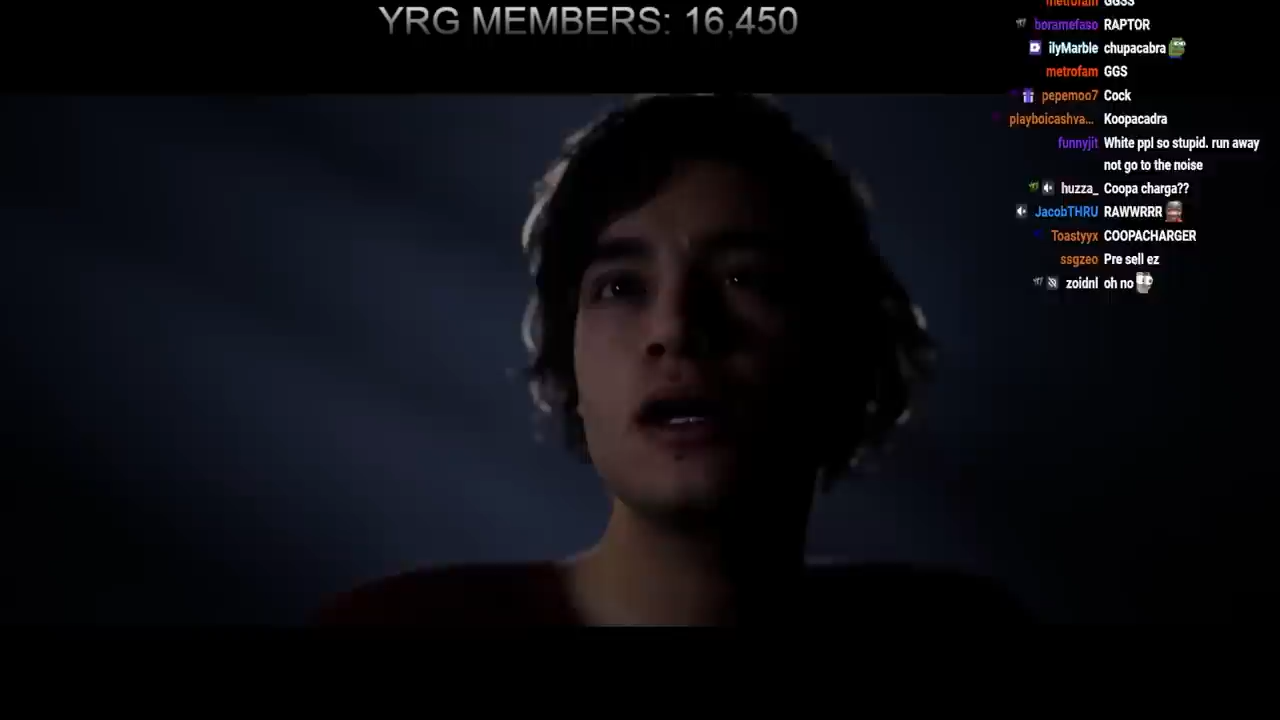 YRG MEMBERS: 16,450
metrofam GGSS
boramefaso RAPTOR
ilyMarble chupacabra
metrofam GGS
pepemoo7 Cock
playboicashva... Koopacadra
funnyjit White ppl so stupid. run away
not go to the noise
huzza_ Coopa charga??
JacobTHRU RAWWRRR
Toastyyx COOPACHARGER
ssgzeo Pre sell ez
zoidnl oh no